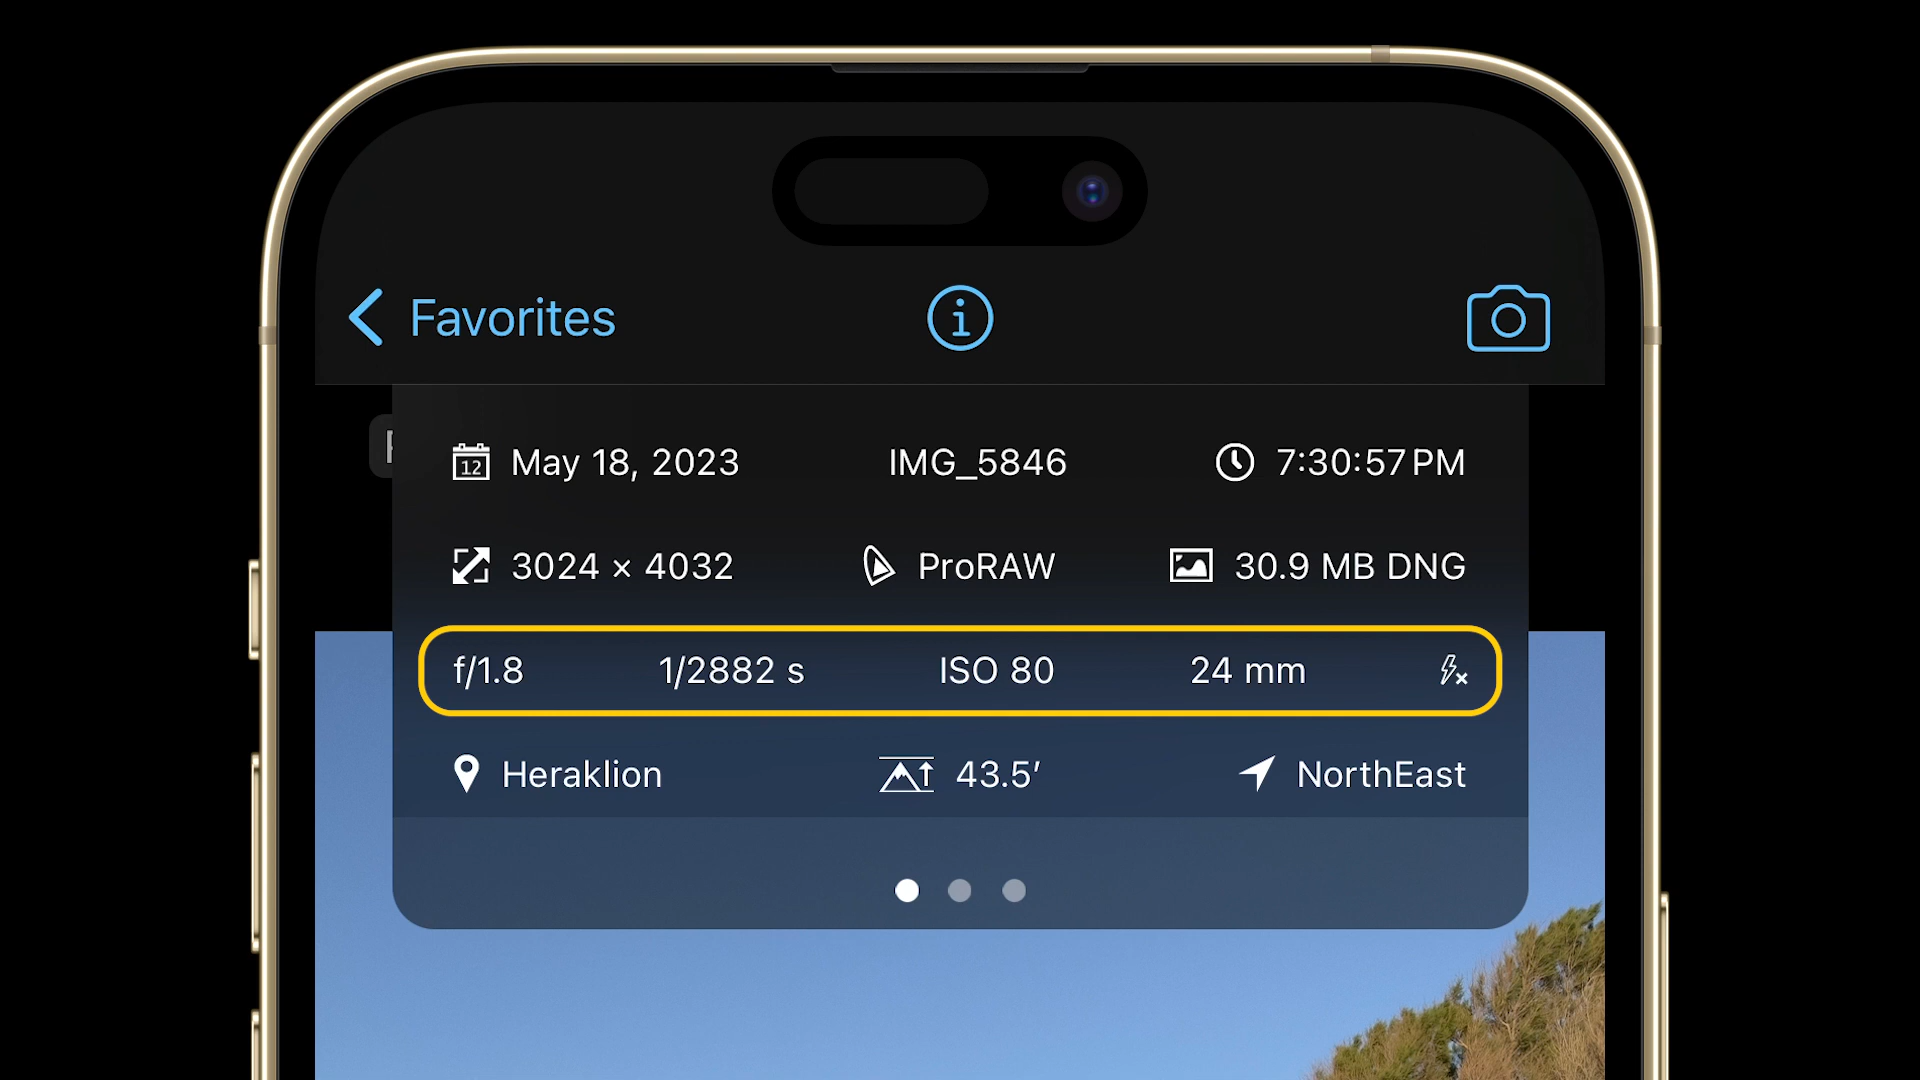 Favorites
May 18, 2023 IMG_5846 7:30:57 PM
3024 × 4032 ProRAW 30.9 MB DNG
f/1.8 1/2882 s ISO 80 24 mm
Heraklion 43.5′ NorthEast